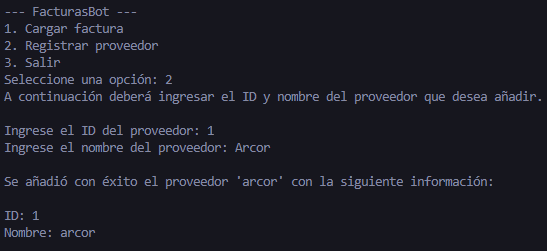 --- FacturasBot ---
1. Cargar factura
2. Registrar proveedor
3. Salir
Seleccione una opción: 2
A continuación deberá ingresar el ID y nombre del proveedor que desea añadir.
Ingrese el ID del proveedor: 1
Ingrese el nombre del proveedor: Arcor
Se añadió con éxito el proveedor 'arcor' con la siguiente información:
ID: 1
Nombre: arcor